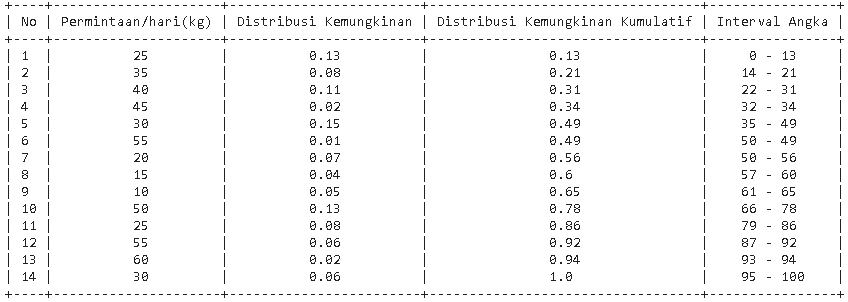 +----+---------------------+------------------------+----------------------------------+----------------+
| No | Permintaan/hari(kg) | Distribusi Kemungkinan | Distribusi Kemungkinan Kumulatif | Interval Angka |
+----+---------------------+------------------------+----------------------------------+----------------+
| 1 | 25 | 0.13 | 0.13 | 0 - 13 |
| 2 | 35 | 0.08 | 0.21 | 14 - 21 |
| 3 | 40 | 0.11 | 0.31 | 22 - 31 |
| 4 | 45 | 0.02 | 0.34 | 32 - 34 |
| 5 | 30 | 0.15 | 0.49 | 35 - 49 |
| 6 | 55 | 0.01 | 0.49 | 50 - 49 |
| 7 | 20 | 0.07 | 0.56 | 50 - 56 |
| 8 | 15 | 0.04 | 0.6 | 57 - 60 |
| 9 | 10 | 0.05 | 0.65 | 61 - 65 |
| 10 | 50 | 0.13 | 0.78 | 66 - 78 |
| 11 | 25 | 0.08 | 0.86 | 79 - 86 |
| 12 | 55 | 0.06 | 0.92 | 87 - 92 |
| 13 | 60 | 0.02 | 0.94 | 93 - 94 |
| 14 | 30 | 0.06 | 1.0 | 95 - 100 |
+----+---------------------+------------------------+----------------------------------+----------------+